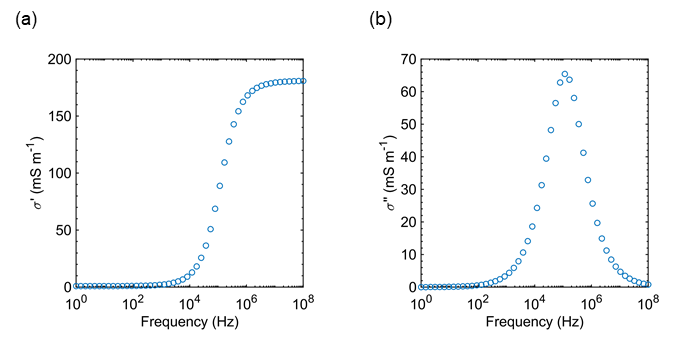 (a)
(b)
200
150
100
50
0
σ' (mS m⁻¹)
10⁰ 10² 10⁴ 10⁶ 10⁸
Frequency (Hz)
70
60
50
40
30
20
10
0
σ'' (mS m⁻¹)
10⁰ 10² 10⁴ 10⁶ 10⁸
Frequency (Hz)